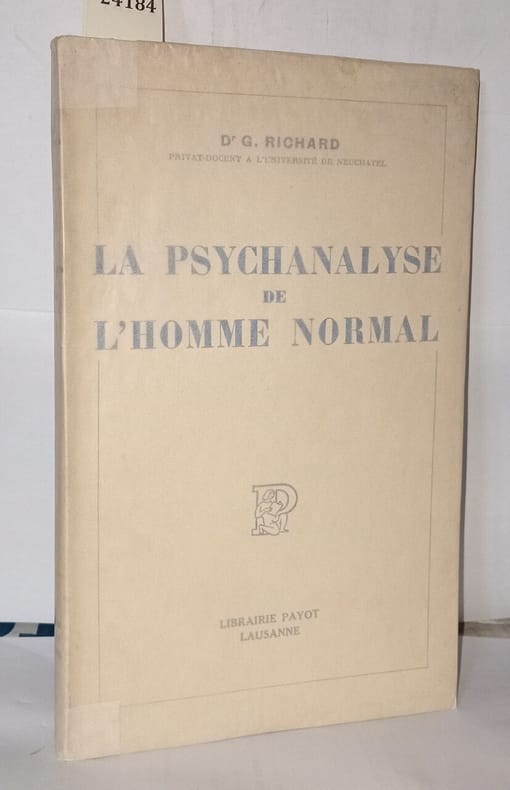 24184
Dr G. RICHARD
PRIVAT-DOCENT A L'UNIVERSITÉ DE NEUCHATEL
LA PSYCHANALYSE
DE
L'HOMME NORMAL
P
LIBRAIRIE PAYOT
LAUSANNE